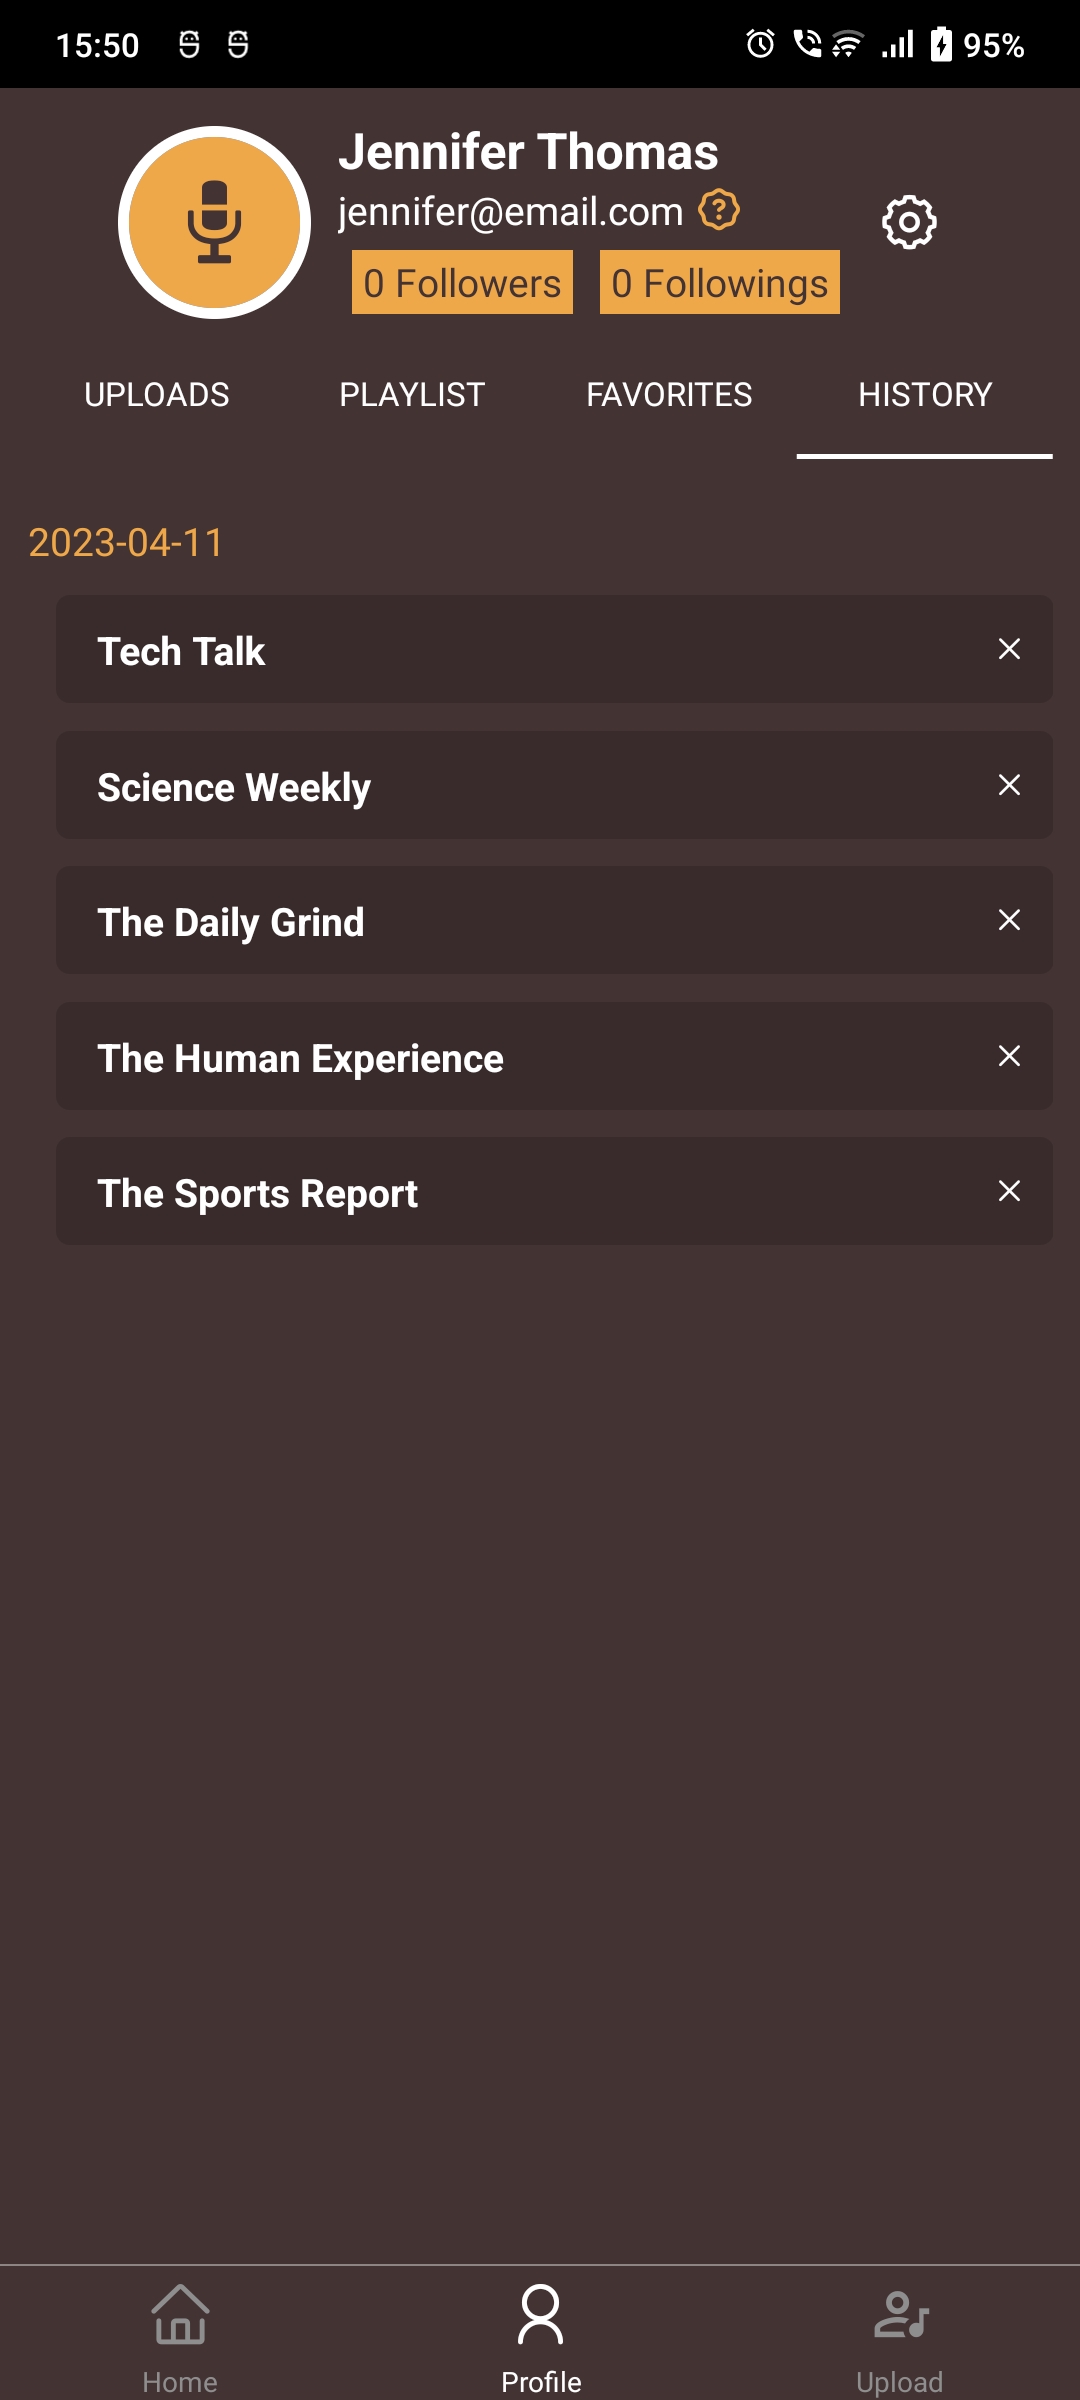 15:50 95%
Jennifer Thomas
jennifer@email.com
0 Followers 0 Followings
UPLOADS PLAYLIST FAVORITES HISTORY
2023-04-11
Tech Talk
Science Weekly
The Daily Grind
The Human Experience
The Sports Report
Home Profile Upload